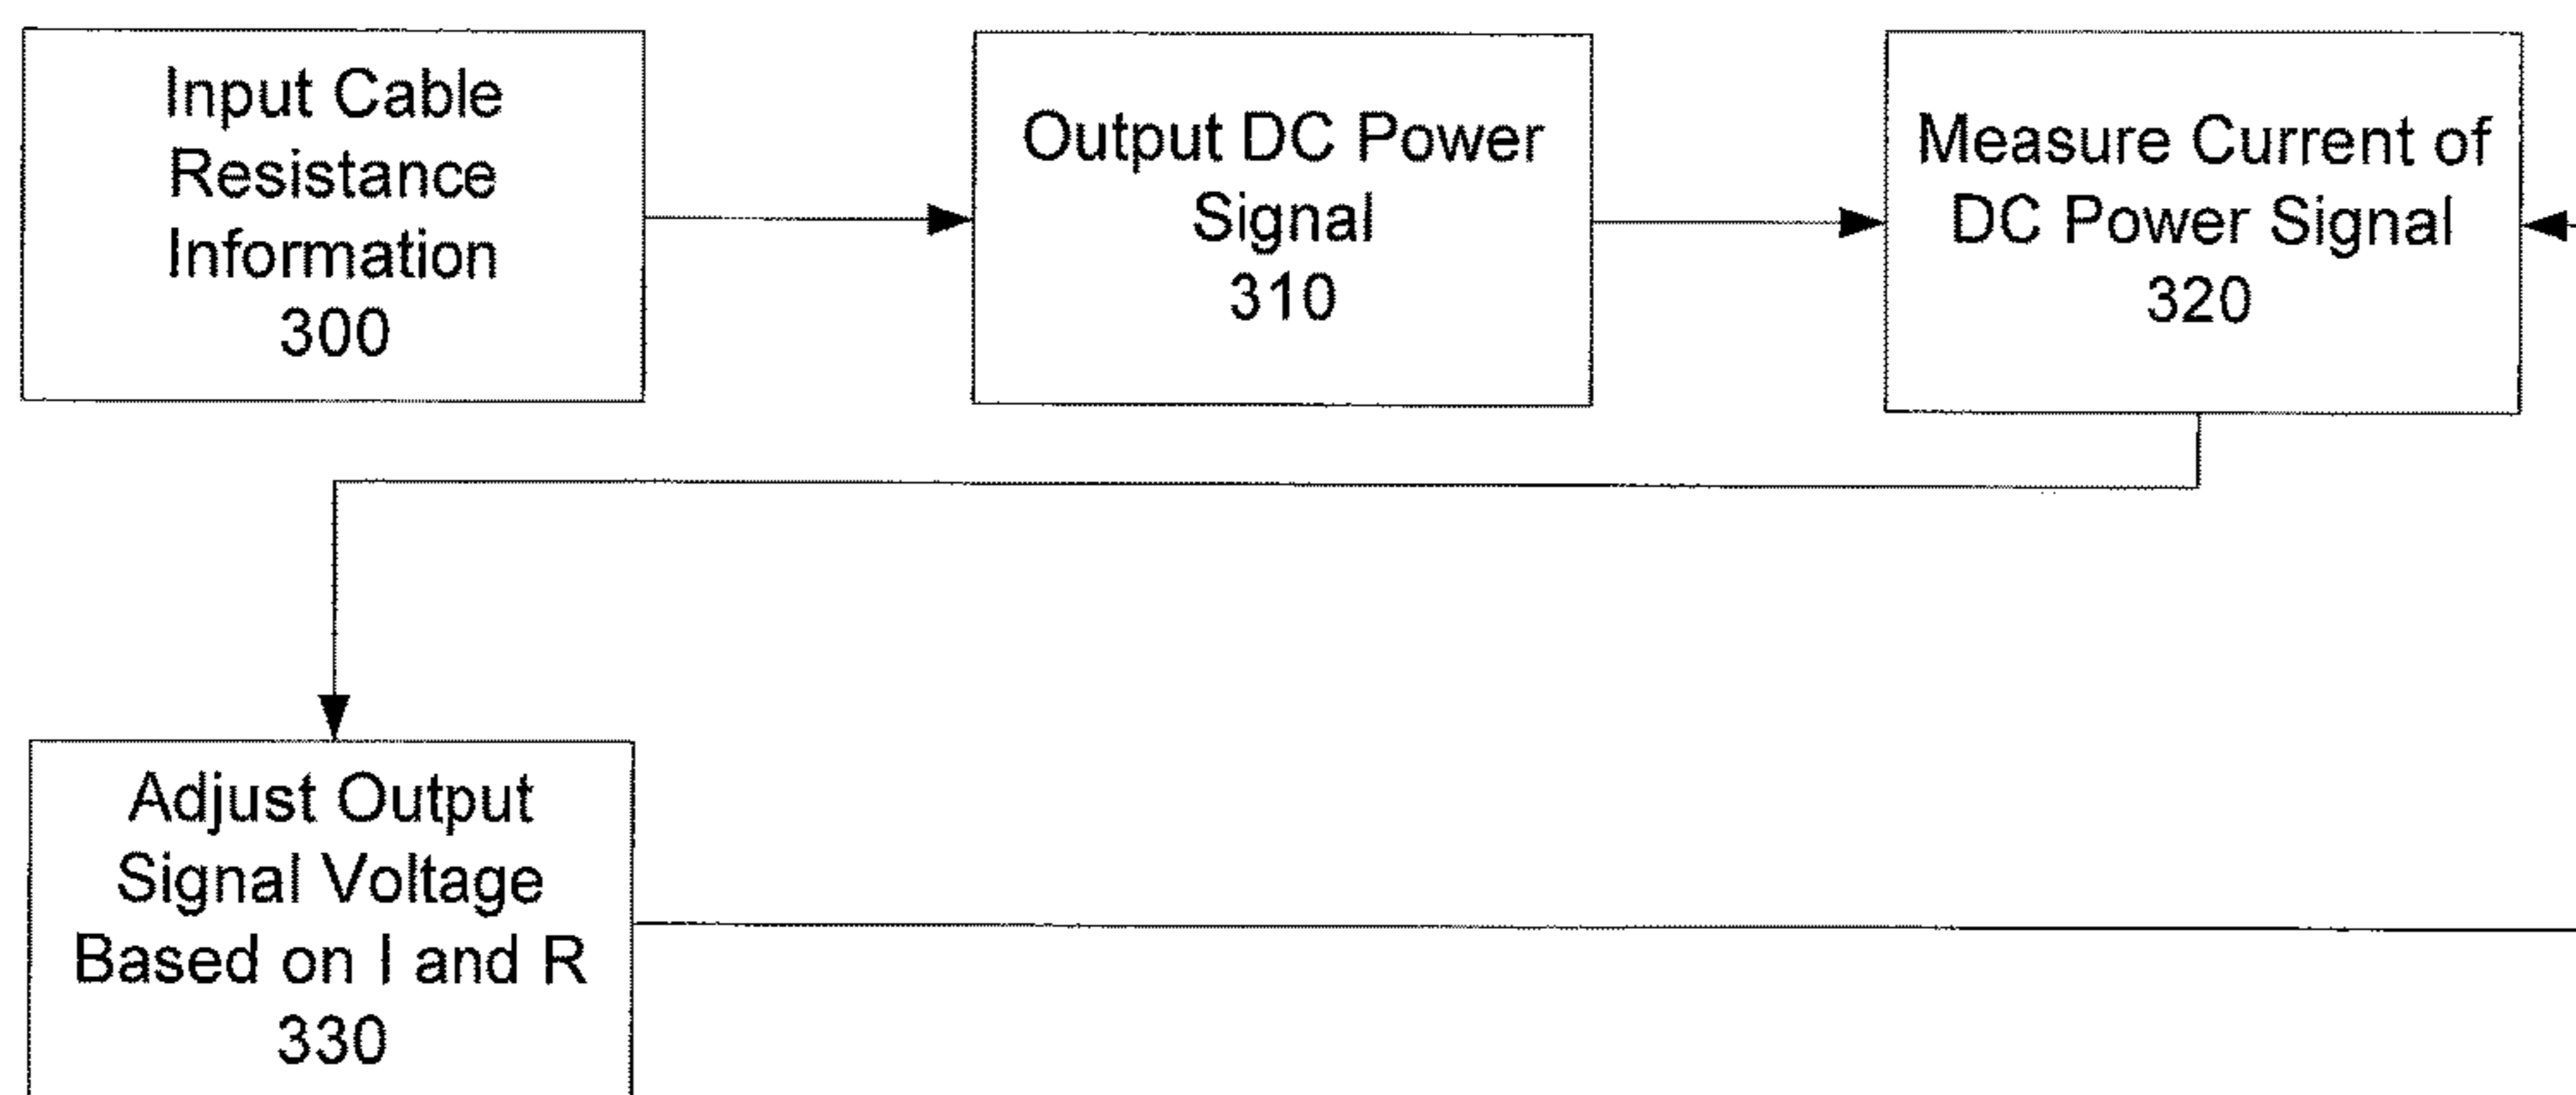 Input Cable
Resistance
Information
300
Output DC Power
Signal
310
Measure Current of
DC Power Signal
320
Adjust Output
Signal Voltage
Based on I and R
330